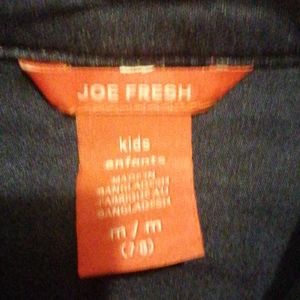 JOE FRESH
kids
enfants
MADE IN
BANGLADESH
FABRIQUÉ AU
BANGLADESH
m / m
(7/8)